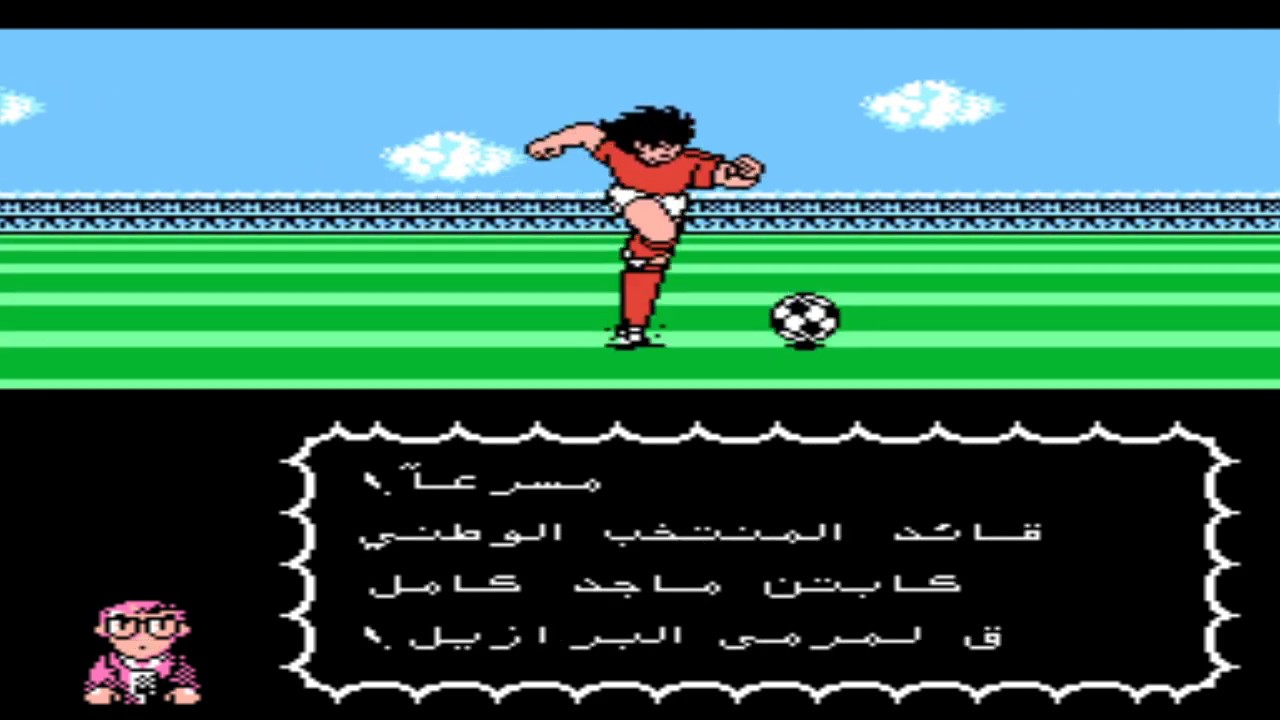 مسرعاً!
قائد المنتخب الوطني
كابتن ماجد كامل
ق لمرمى البرازيل!